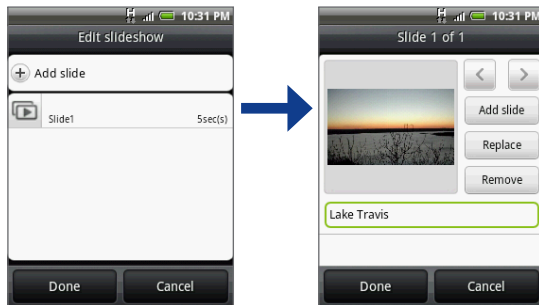 10:31 PM
Edit slideshow
Add slide
Slide1 5sec(s)
Done Cancel
10:31 PM
Slide 1 of 1
Add slide
Replace
Remove
Lake Travis
Done Cancel